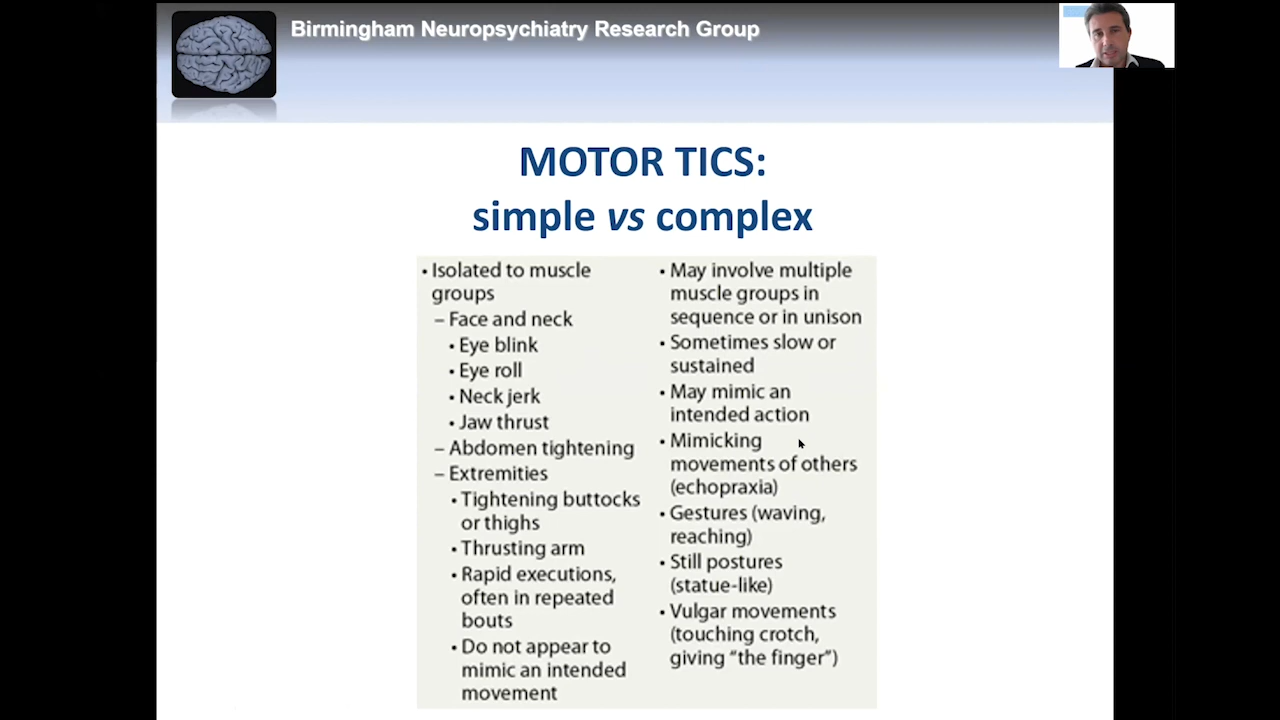 Birmingham Neuropsychiatry Research Group
MOTOR TICS:
simple vs complex
• Isolated to muscle
groups
– Face and neck
• Eye blink
• Eye roll
• Neck jerk
• Jaw thrust
– Abdomen tightening
– Extremities
• Tightening buttocks
or thighs
• Thrusting arm
• Rapid executions,
often in repeated
bouts
• Do not appear to
mimic an intended
movement
• May involve multiple
muscle groups in
sequence or in unison
• Sometimes slow or
sustained
• May mimic an
intended action
• Mimicking
movements of others
(echopraxia)
• Gestures (waving,
reaching)
• Still postures
(statue-like)
• Vulgar movements
(touching crotch,
giving “the finger”)